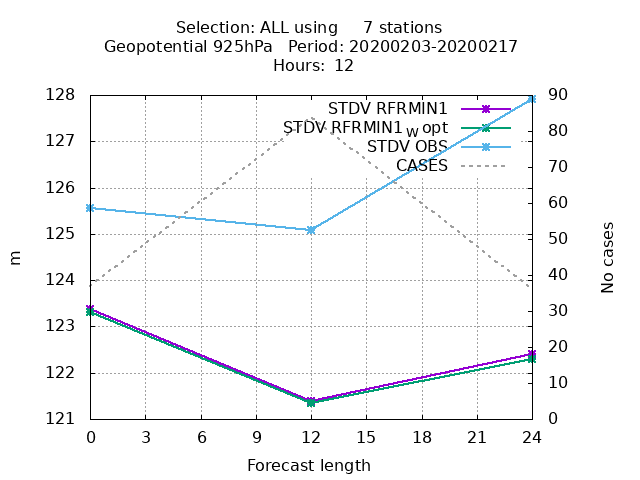 Selection: ALL using     7 stations
Geopotential 925hPa   Period: 20200203-20200217
Hours:  12
128
127
126
125
124
123
122
121
90
80
70
60
50
40
30
20
10
0
m
No cases
STDV RFRMIN1
STDV RFRMIN1_w opt
STDV OBS
CASES
0 3 6 9 12 15 18 21 24
Forecast length